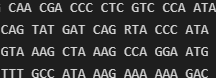 CAA CGA CCC CTC GTC CCA ATA
CAG TAT GAT CAG RTA CCC ATA
GTA AAG CTA AAG CCA GGA ATG
TTT GCC ATA AAG AAA AAA GAC